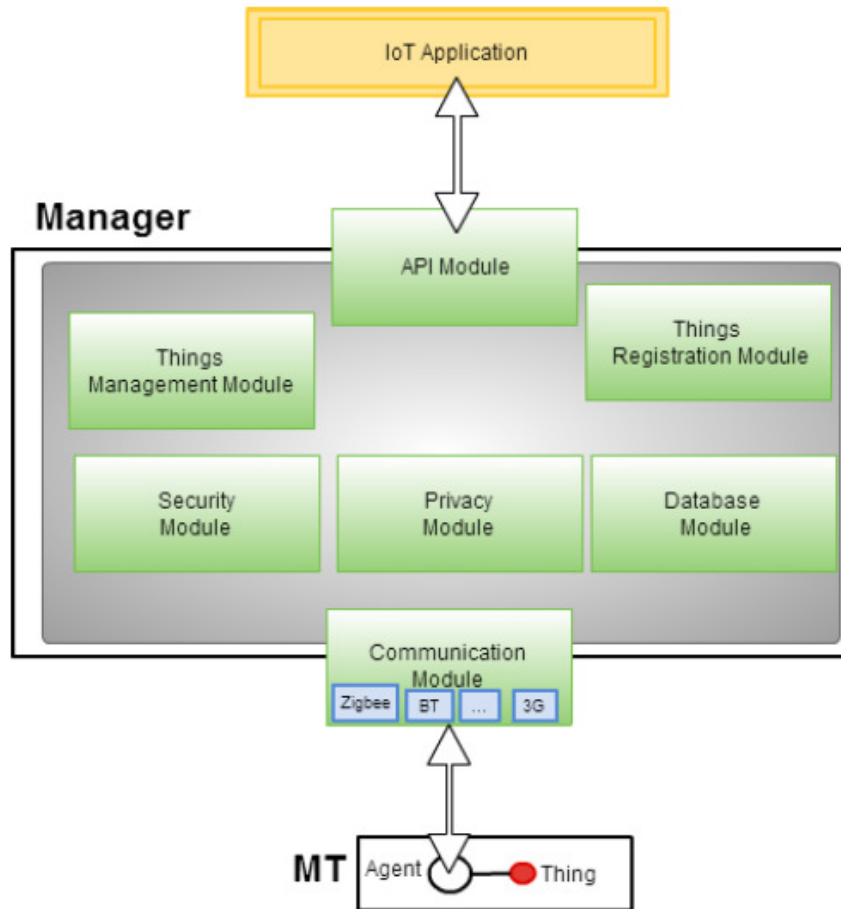 IoT Application
Manager
API Module
Things
Registration Module
Things
Management Module
Security
Module
Privacy
Module
Database
Module
Communication
Module
Zigbee
BT
...
3G
MT
Agent
Thing